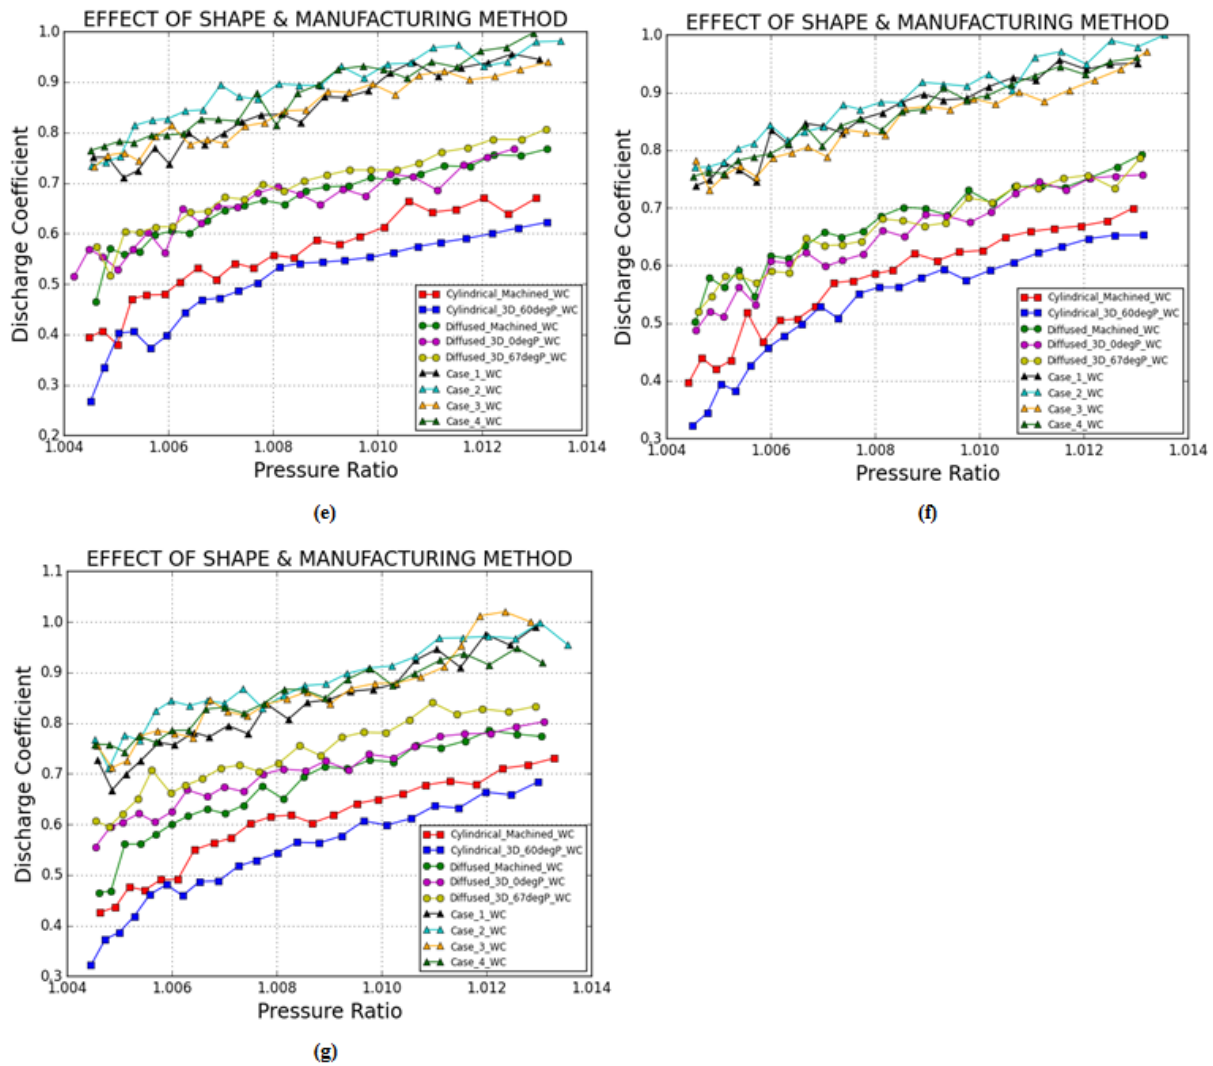 EFFECT OF SHAPE & MANUFACTURING METHOD
1.0
0.9
0.8
0.7
0.6
0.5
0.4
0.3
0.2
Discharge Coefficient
Cylindrical_Machined_WC
Cylindrical_3D_60degP_WC
Diffused_Machined_WC
Diffused_3D_0degP_WC
Diffused_3D_67degP_WC
Case_1_WC
Case_2_WC
Case_3_WC
Case_4_WC
1.004 1.006 1.008 1.010 1.012 1.014
Pressure Ratio
(e)
EFFECT OF SHAPE & MANUFACTURING METHOD
1.0
0.9
0.8
0.7
0.6
0.5
0.4
0.3
Discharge Coefficient
Cylindrical_Machined_WC
Cylindrical_3D_60degP_WC
Diffused_Machined_WC
Diffused_3D_0degP_WC
Diffused_3D_67degP_WC
Case_1_WC
Case_2_WC
Case_3_WC
Case_4_WC
1.004 1.006 1.008 1.010 1.012 1.014
Pressure Ratio
(f)
EFFECT OF SHAPE & MANUFACTURING METHOD
1.1
1.0
0.9
0.8
0.7
0.6
0.5
0.4
0.3
Discharge Coefficient
Cylindrical_Machined_WC
Cylindrical_3D_60degP_WC
Diffused_Machined_WC
Diffused_3D_0degP_WC
Diffused_3D_67degP_WC
Case_1_WC
Case_2_WC
Case_3_WC
Case_4_WC
1.004 1.006 1.008 1.010 1.012 1.014
Pressure Ratio
(g)